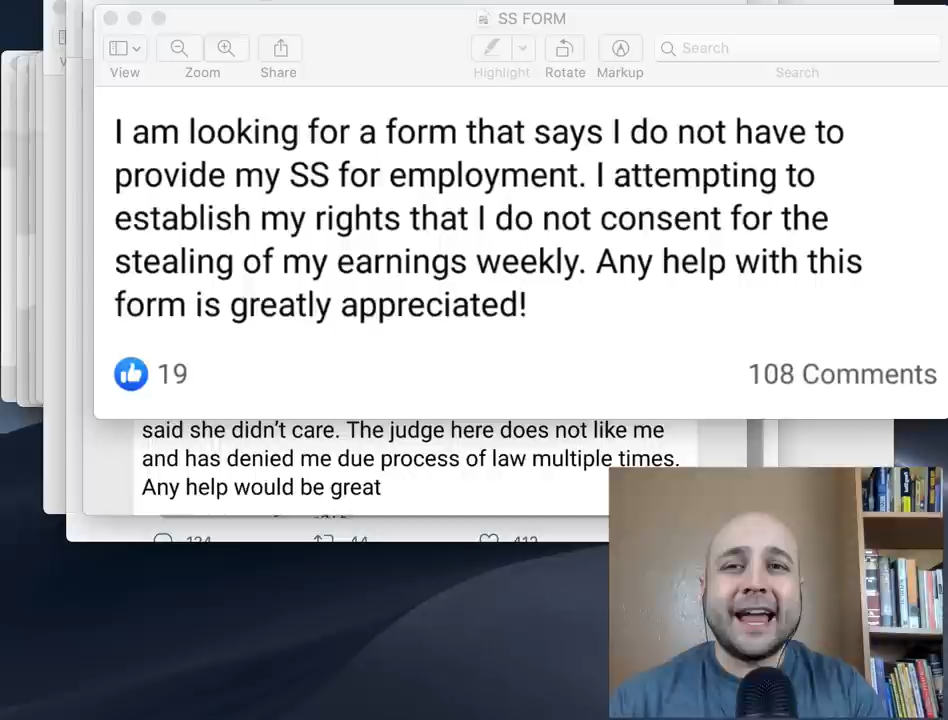 SS FORM
View
Zoom
Share
Highlight
Rotate
Markup
Search
Search
I am looking for a form that says I do not have to
provide my SS for employment. I attempting to
establish my rights that I do not consent for the
stealing of my earnings weekly. Any help with this
form is greatly appreciated!
19
108 Comments
said she didn't care. The judge here does not like me
and has denied me due process of law multiple times.
Any help would be great